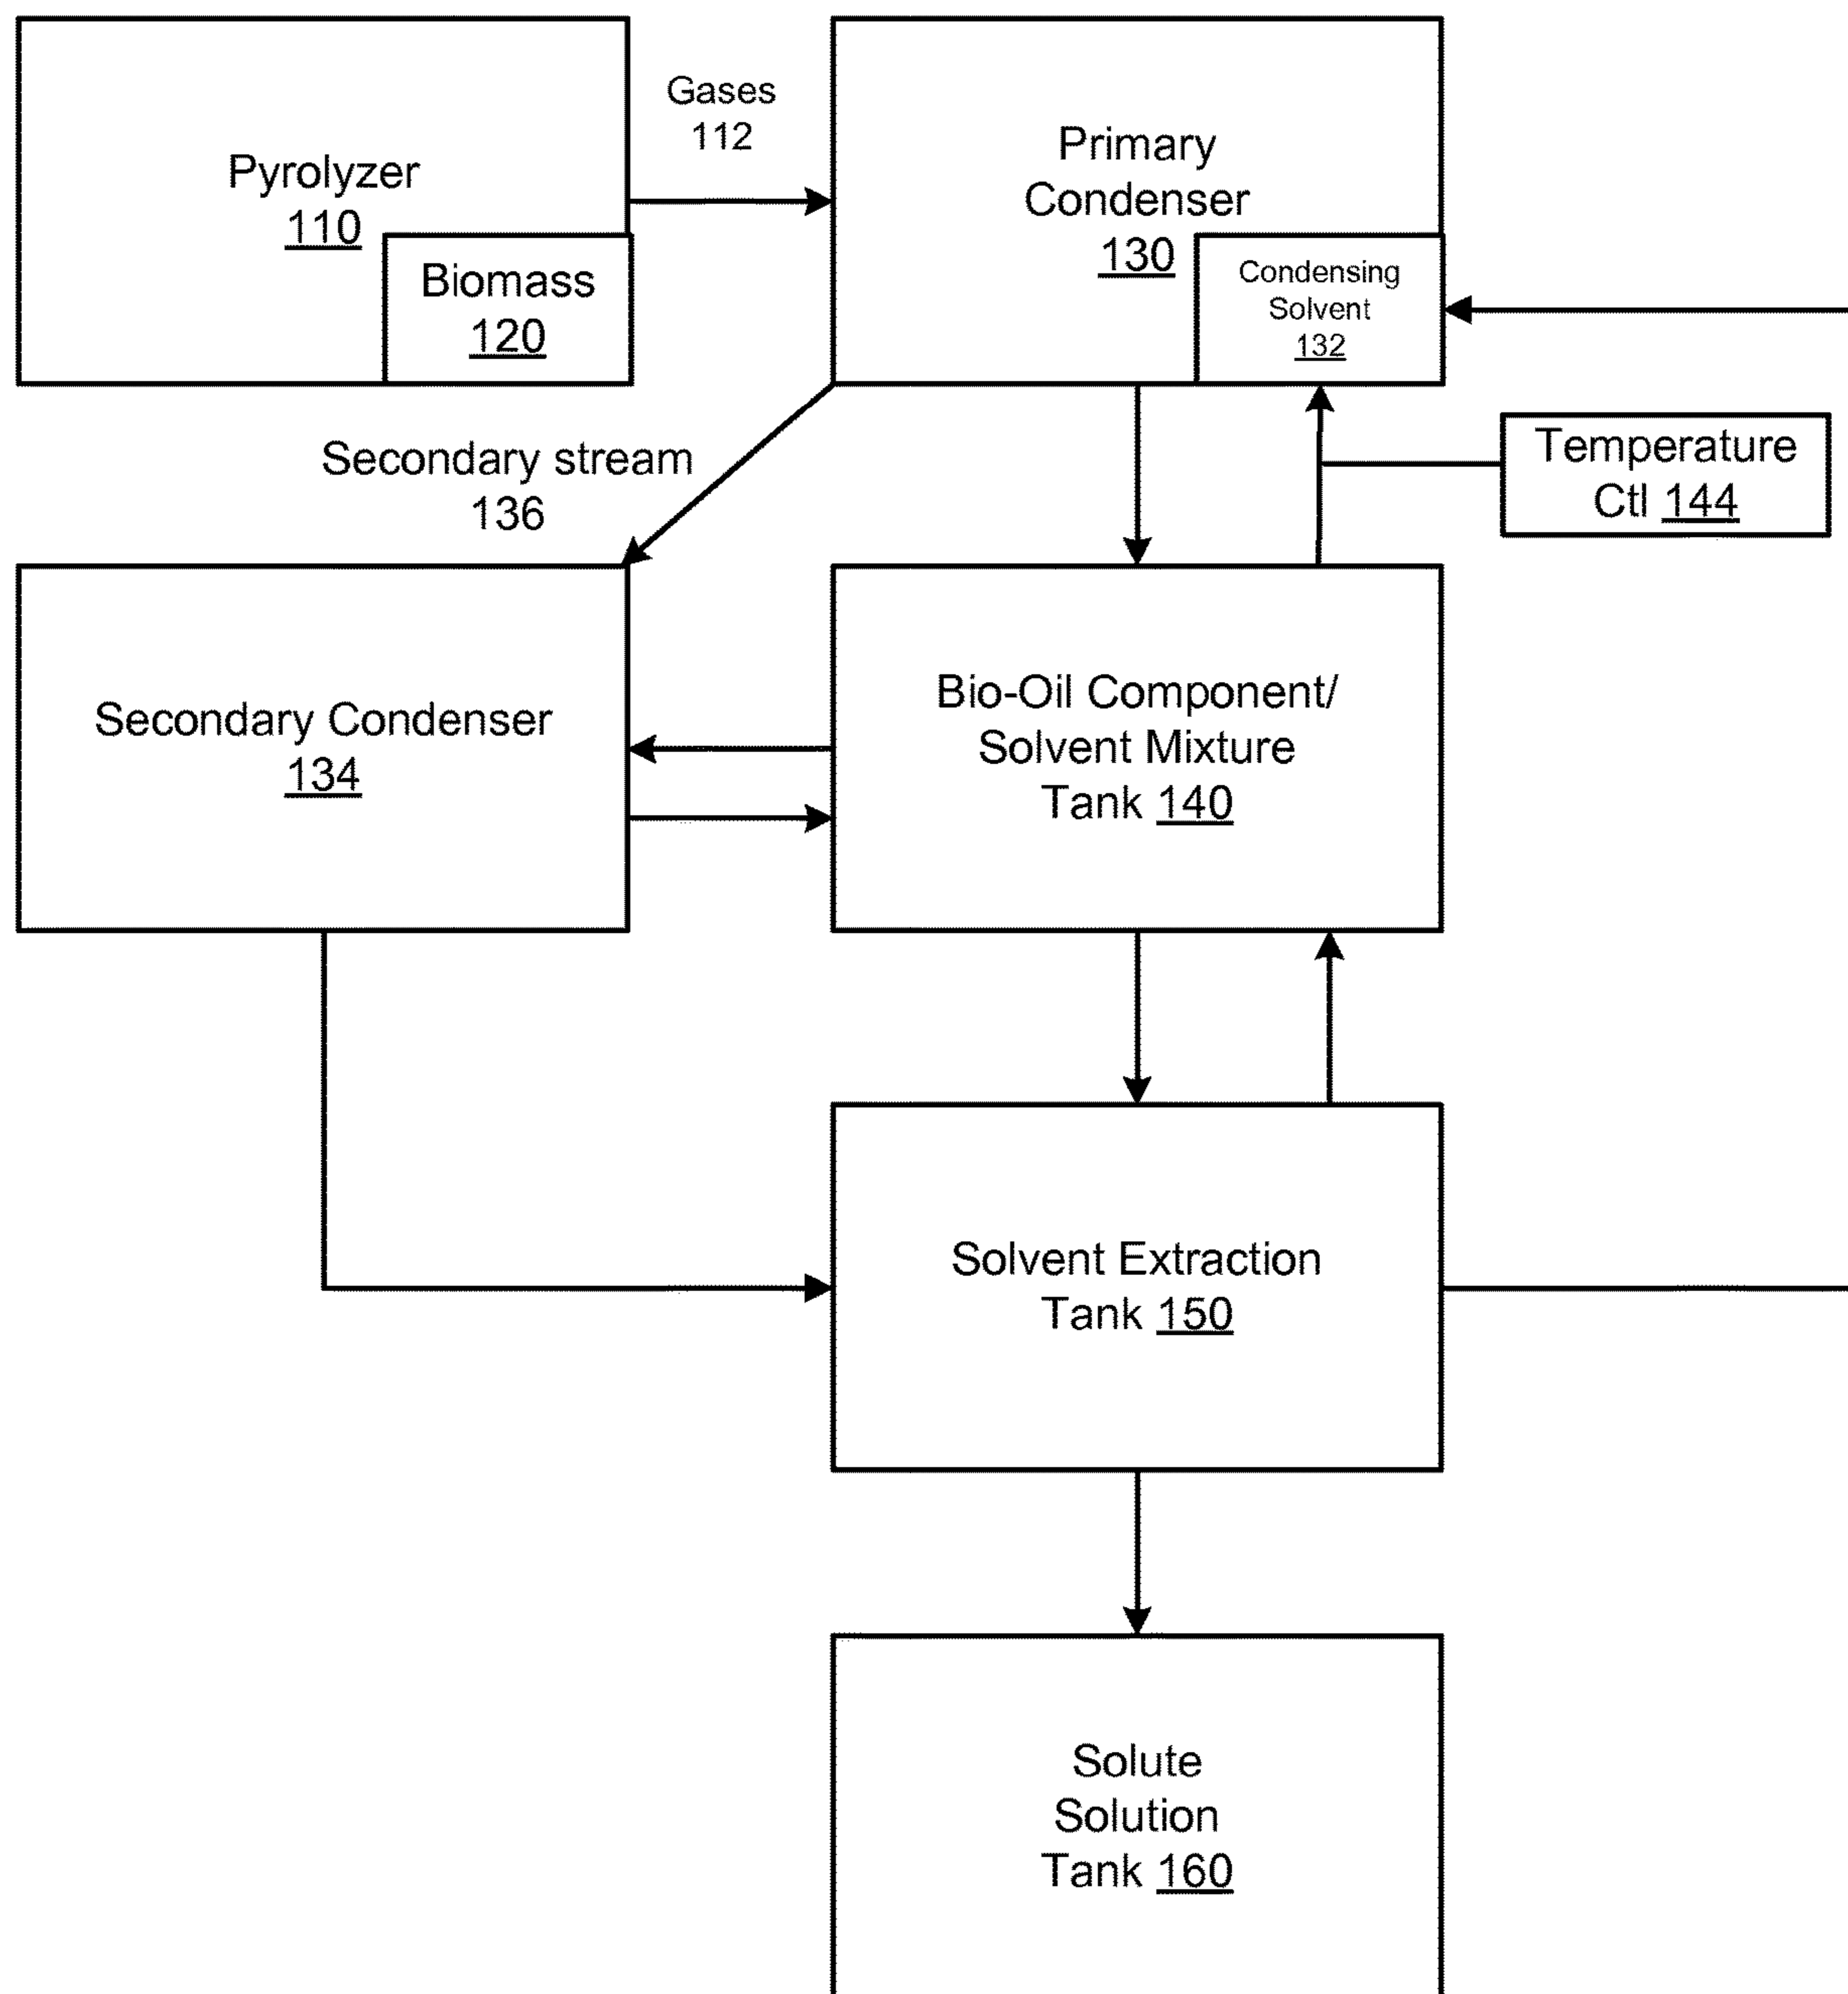 Pyrolyzer
110
Biomass
120
Gases
112
Primary
Condenser
130
Condensing
Solvent
132
Temperature
Ctl 144
Secondary stream
136
Secondary Condenser
134
Bio-Oil Component/
Solvent Mixture
Tank 140
Solvent Extraction
Tank 150
Solute
Solution
Tank 160